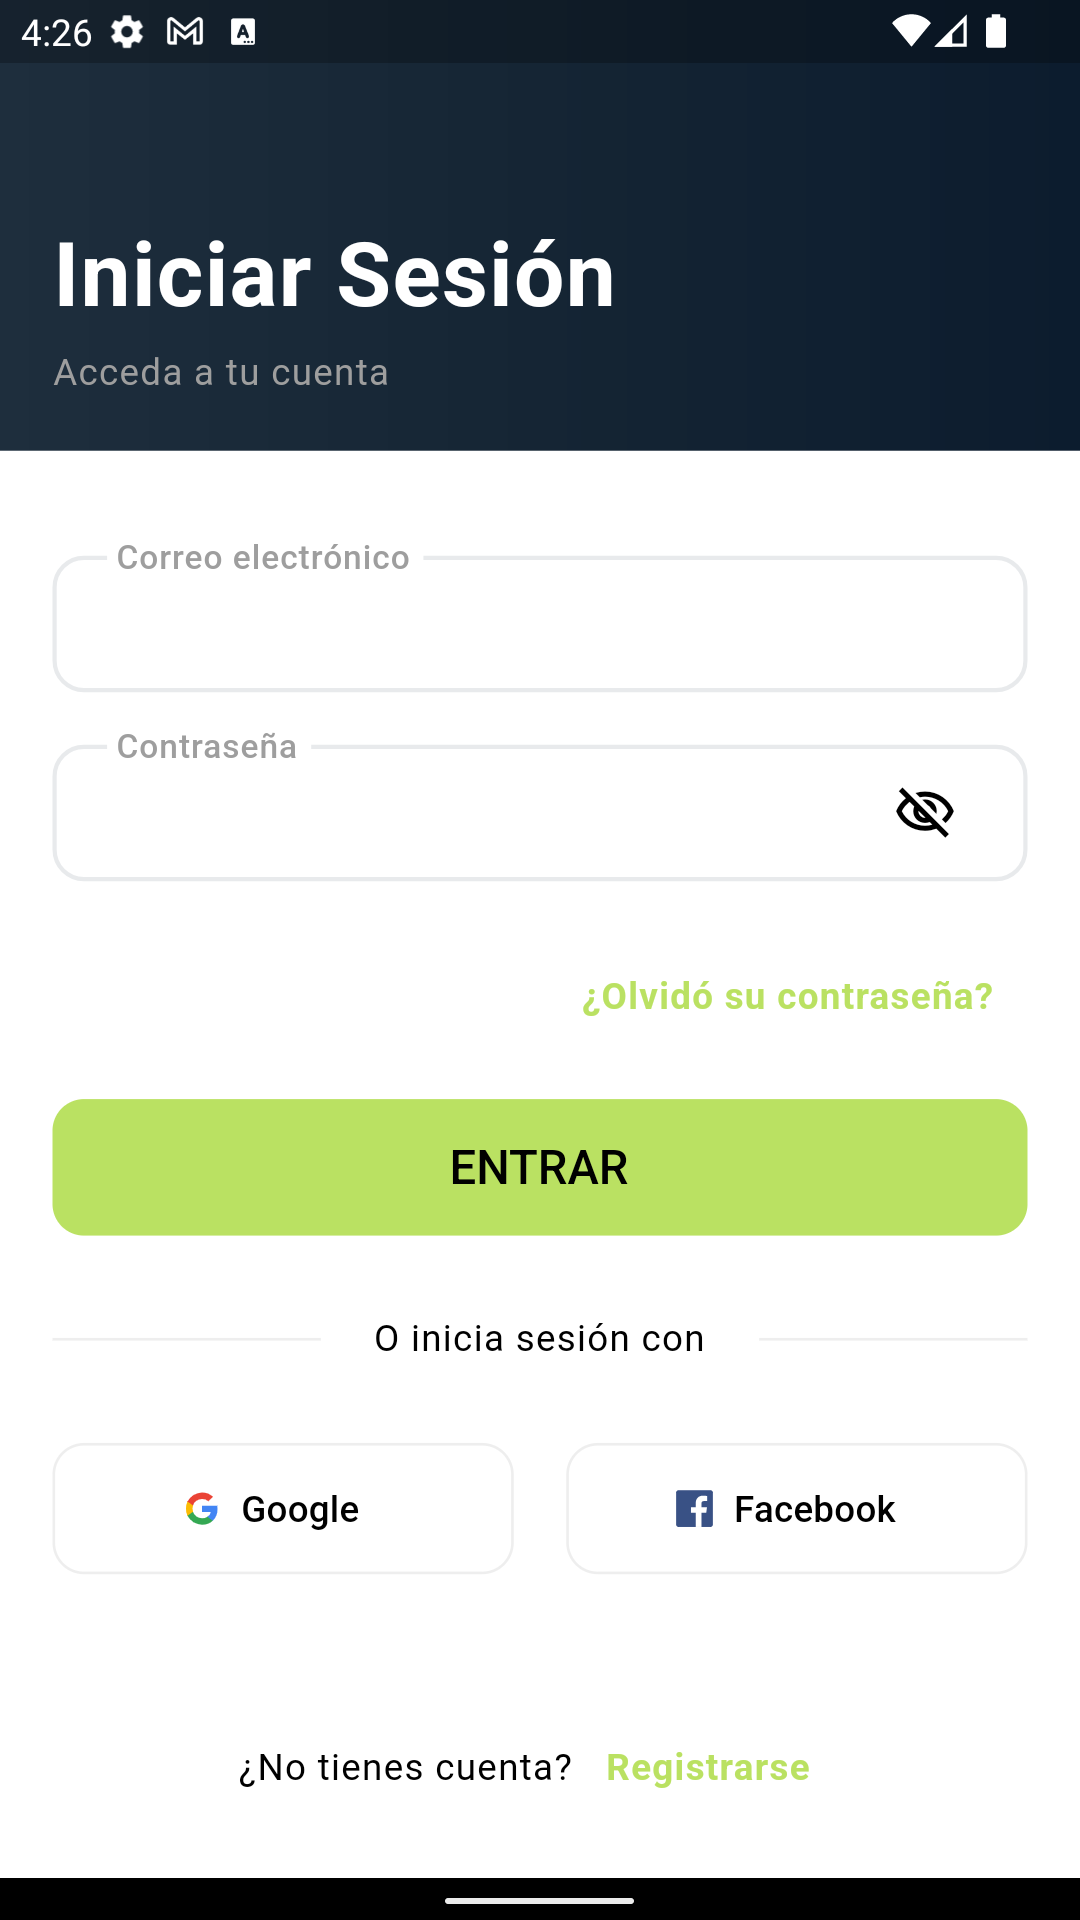 4:26
Iniciar Sesión
Acceda a tu cuenta
Correo electrónico
Contraseña
¿Olvidó su contraseña?
ENTRAR
O inicia sesión con
Google
Facebook
¿No tienes cuenta? Registrarse